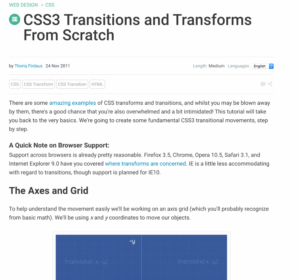 WEB DESIGN > CSS
CSS3 Transitions and Transforms
From Scratch
by Thoriq Firdaus 24 Nov 2011
Length: Medium Languages: English
CSS CSS Transform CSS Transition HTML
There are some amazing examples of CSS transforms and transitions, and whilst you may be blown away
by them, there's a good chance that you're also overwhelmed and a bit intimidated! This tutorial will take
you back to the very basics. We're going to create some fundamental CSS3 transitional movements, step
by step.
A Quick Note on Browser Support:
Support across browsers is already pretty reasonable. Firefox 3.5, Chrome, Opera 10.5, Safari 3.1, and
Internet Explorer 9.0 have you covered where transforms are concerned. IE is a little less accommodating
with regard to transitions, though support is planned for IE10.
The Axes and Grid
To help understand the movement easily we'll be working on an axis grid (which you'll probably recognize
from basic math). We'll be using x and y coordinates to move our objects.